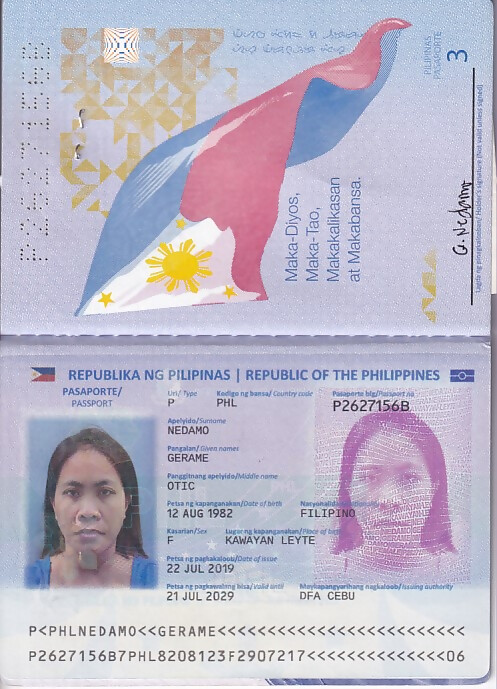 P2627156B
PILIPINAS
PASAPORTE
3
Maka-Diyos,
Maka-Tao,
Makakalikasan
at Makabansa.
G. Nedamo
Lagda ng pinagkalooban/ Holder's signature (Not valid unless signed)
REPUBLIKA NG PILIPINAS | REPUBLIC OF THE PHILIPPINES
PASAPORTE/
PASSPORT
Uri/ Type Kodigo ng bansa/ Country code Pasaporte blg/Passport no
P PHL P2627156B
Apelyido/Surname
NEDAMO
Pangalan/ Given names
GERAME
Panggitnang apelyido/Middle name
OTIC
Petsa ng kapanganakan/Date of birth Nasyonalidad/
12 AUG 1982 FILIPINO
Kasarian/Sex Lugar ng kapanganakan/Place of birth
F KAWAYAN LEYTE
Petsa ng pagkakaloob/Date of issue
22 JUL 2019
Petsa ng pagkawalang bisa/Valid until Maykapangyarihang nagkaloob/Issuing authority
21 JUL 2029 DFA CEBU
P<PHLNEDAMO<<GERAME<<<<<<<<<<<<<<<<<<<<<<<<<
P2627156B7PHL8208123F2907217<<<<<<<<<<<<<<06